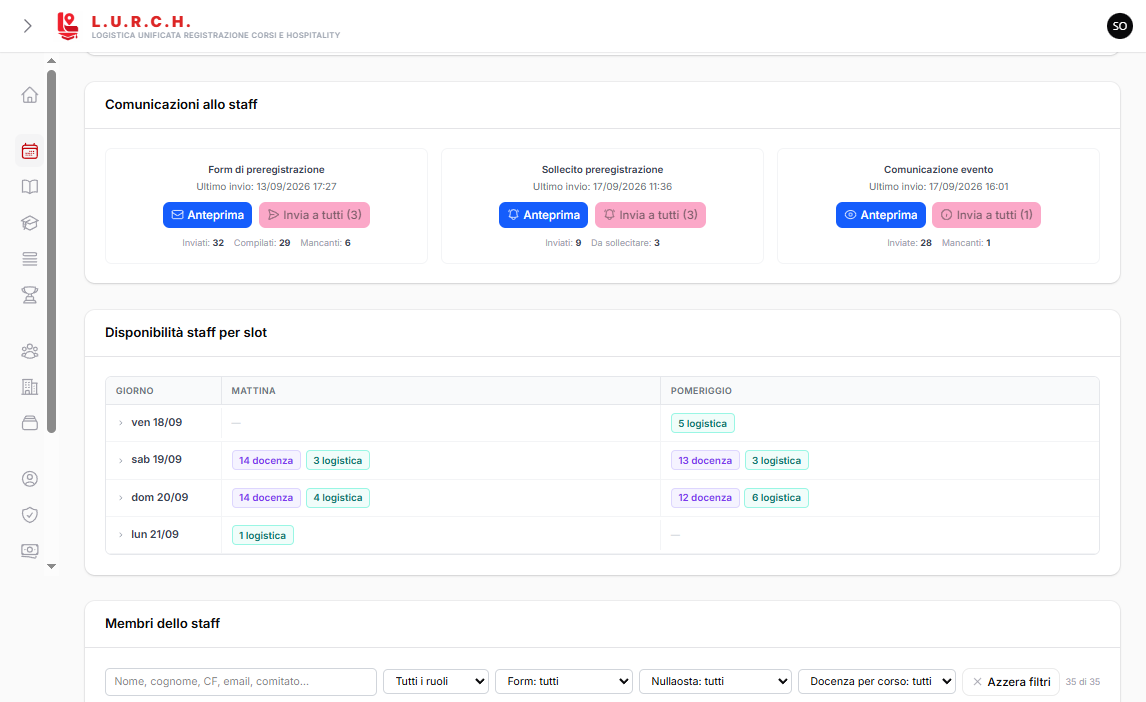 L.U.R.C.H.
LOGISTICA UNIFICATA REGISTRAZIONE CORSI E HOSPITALITY
SO
Comunicazioni allo staff
Form di preregistrazione
Ultimo invio: 13/09/2026 17:27
Anteprima Invia a tutti (3)
Inviati: 32 Compilati: 29 Mancanti: 6
Sollecito preregistrazione
Ultimo invio: 17/09/2026 11:36
Anteprima Invia a tutti (3)
Inviati: 9 Da sollecitare: 3
Comunicazione evento
Ultimo invio: 17/09/2026 16:01
Anteprima Invia a tutti (1)
Inviate: 28 Mancanti: 1
Disponibilità staff per slot
GIORNO MATTINA POMERIGGIO
ven 18/09 — 5 logistica
sab 19/09 14 docenza 3 logistica 13 docenza 3 logistica
dom 20/09 14 docenza 4 logistica 12 docenza 6 logistica
lun 21/09 1 logistica —
Membri dello staff
Nome, cognome, CF, email, comitato... Tutti i ruoli Form: tutti Nullaosta: tutti Docenza per corso: tutti Azzera filtri 35 di 35